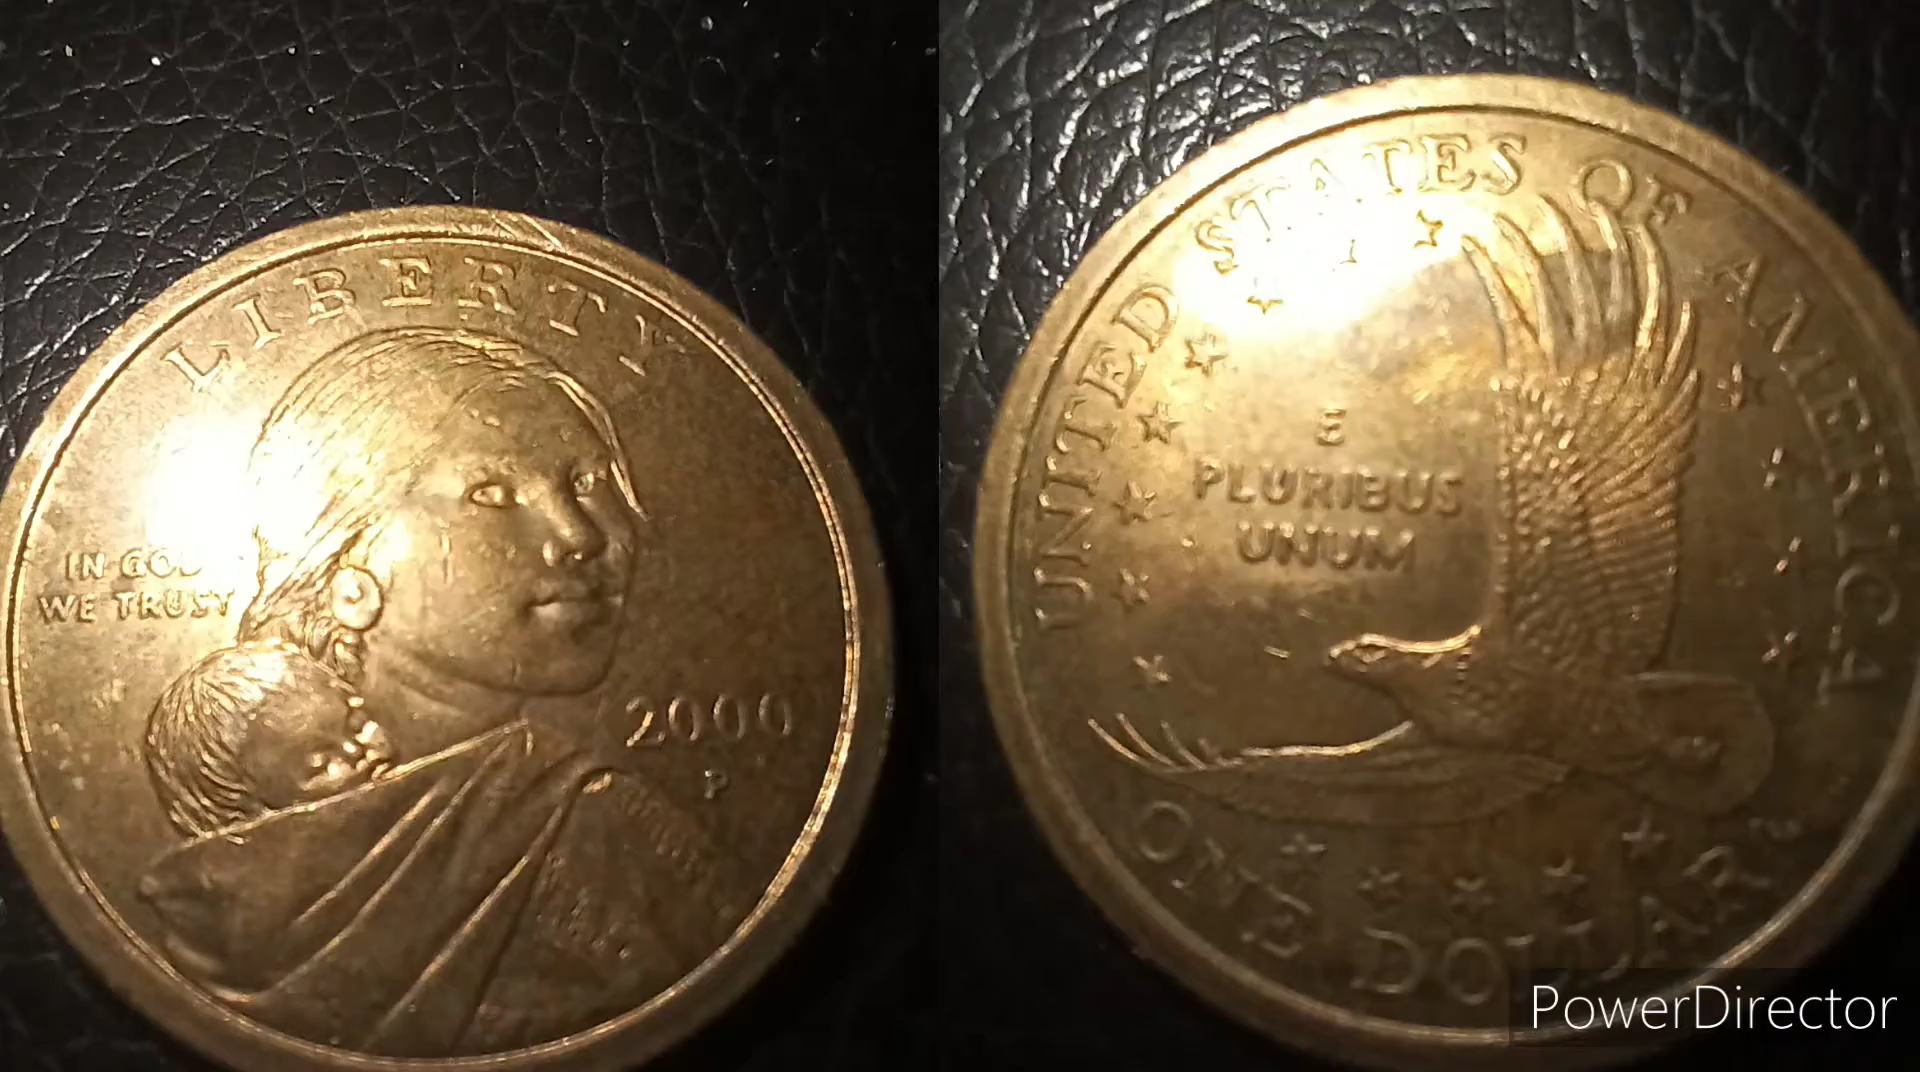 LIBERTY
IN GOD
WE TRUST
2000
P
UNITED STATES OF AMERICA
E
PLURIBUS
UNUM
ONE DOLLAR
PowerDirector